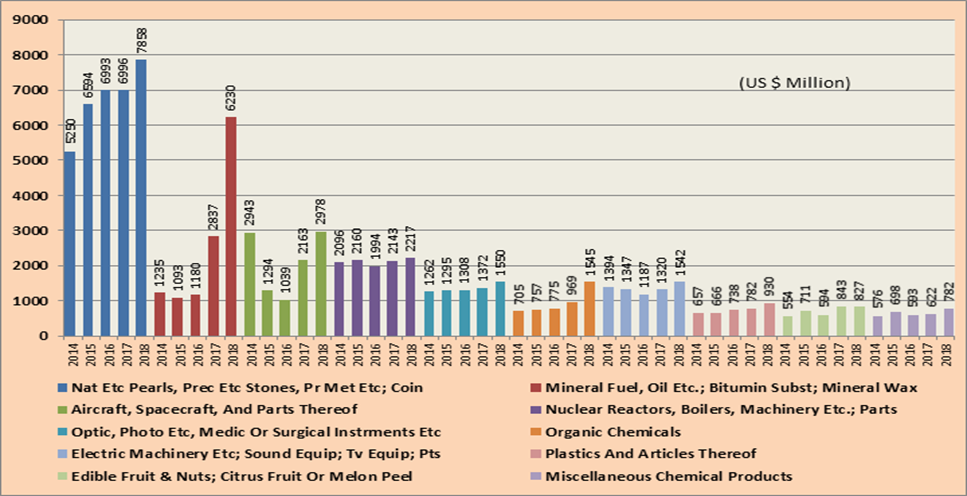 9000
8000
7000
6000
5000
4000
3000
2000
1000
0
(US $ Million)
5250 6594 6993 6996 7858 1235 1093 1180 2837 6230 2943 1294 1039 2163 2978 2096 2160 1994 2143 2217 1262 1295 1308 1372 1550 705 757 775 969 1545 1394 1347 1187 1320 1542 657 666 738 782 930 554 711 594 843 827 576 698 593 622 782
2014 2015 2016 2017 2018 2014 2015 2016 2017 2018 2014 2015 2016 2017 2018 2014 2015 2016 2017 2018 2014 2015 2016 2017 2018 2014 2015 2016 2017 2018 2014 2015 2016 2017 2018 2014 2015 2016 2017 2018 2014 2015 2016 2017 2018 2014 2015 2016 2017 2018
Nat Etc Pearls, Prec Etc Stones, Pr Met Etc; Coin
Mineral Fuel, Oil Etc.; Bitumin Subst; Mineral Wax
Aircraft, Spacecraft, And Parts Thereof
Nuclear Reactors, Boilers, Machinery Etc.; Parts
Optic, Photo Etc, Medic Or Surgical Instrments Etc
Organic Chemicals
Electric Machinery Etc; Sound Equip; Tv Equip; Pts
Plastics And Articles Thereof
Edible Fruit & Nuts; Citrus Fruit Or Melon Peel
Miscellaneous Chemical Products